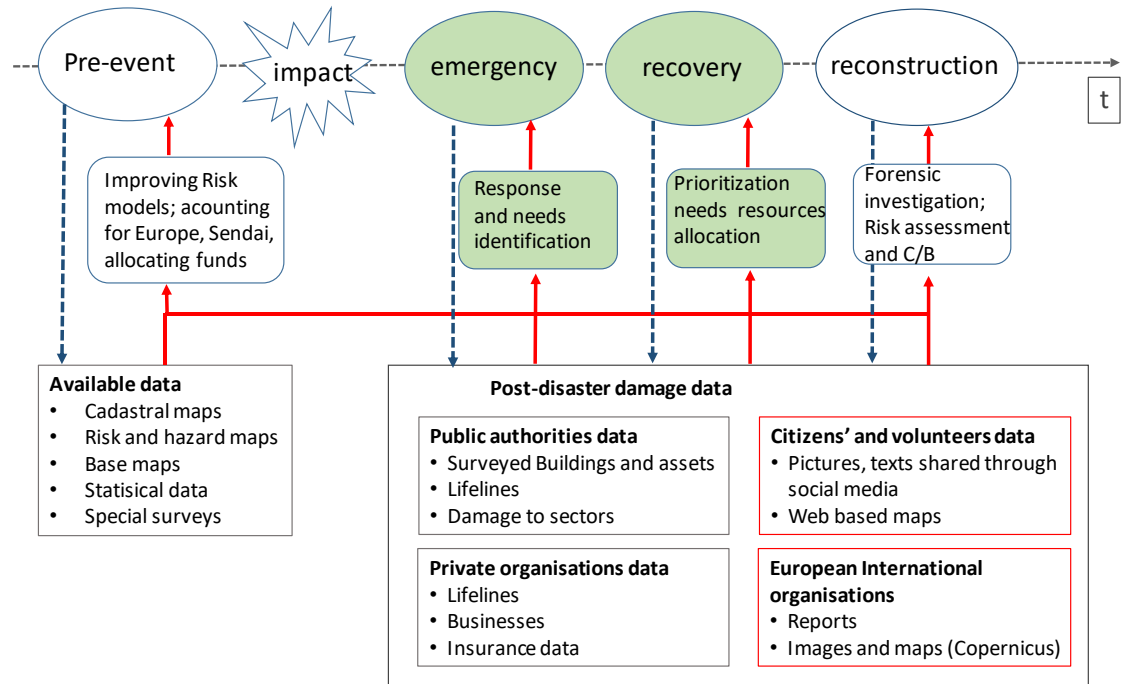 Pre-event
impact
emergency
recovery
reconstruction
t
Improving Risk
models; acounting
for Europe, Sendai,
allocating funds
Response
and needs
identification
Prioritization
needs resources
allocation
Forensic
investigation;
Risk assessment
and C/B
Available data
• Cadastral maps
• Risk and hazard maps
• Base maps
• Statisical data
• Special surveys
Post-disaster damage data
Public authorities data
• Surveyed Buildings and assets
• Lifelines
• Damage to sectors
Citizens’ and volunteers data
• Pictures, texts shared through
social media
• Web based maps
Private organisations data
• Lifelines
• Businesses
• Insurance data
European International
organisations
• Reports
• Images and maps (Copernicus)